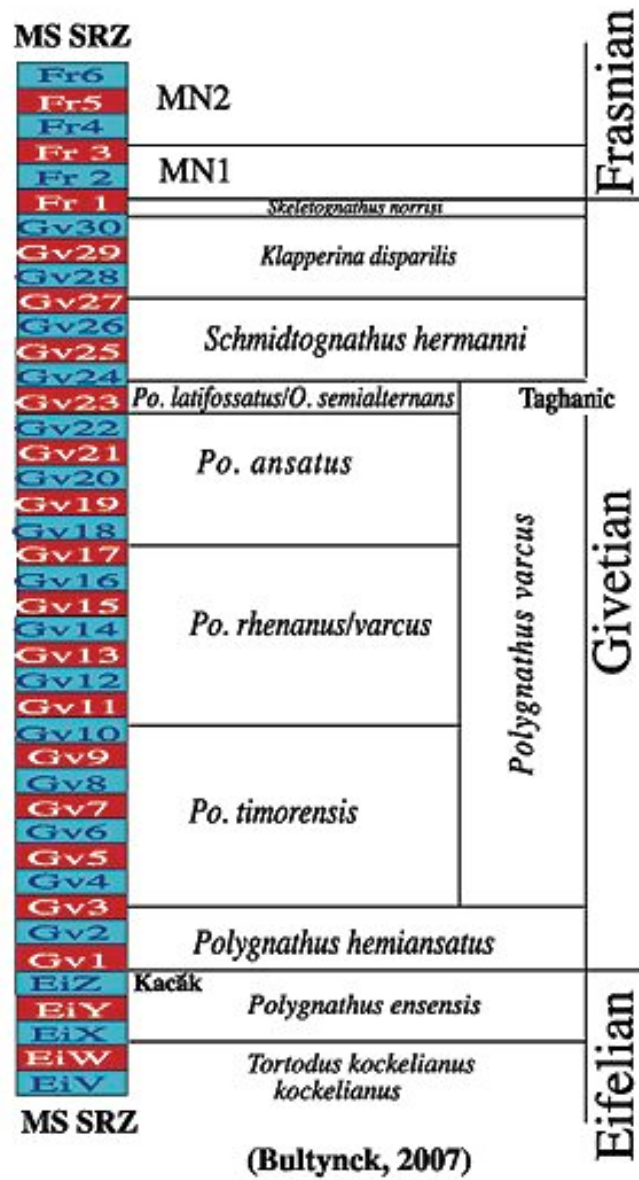 MS SRZ
Fr6
Fr5
Fr4
Fr 3
Fr 2
Fr 1
Gv30
Gv29
Gv28
Gv27
Gv26
Gv25
Gv24
Gv23
Gv22
Gv21
Gv20
Gv19
Gv18
Gv17
Gv16
Gv15
Gv14
Gv13
Gv12
Gv11
Gv10
Gv9
Gv8
Gv7
Gv6
Gv5
Gv4
Gv3
Gv2
Gv1
EiZ
EiY
EiX
EiW
EiV
MS SRZ
MN2
MN1
Skeletognathus norrisi
Klapperina disparilis
Schmidtognathus hermanni
Po. latifossatus/O. semialternans
Taghanic
Po. ansatus
Po. rhenanus/varcus
Po. timorensis
Polygnathus varcus
Polygnathus hemiansatus
Kačák
Polygnathus ensensis
Tortodus kockelianus
kockelianus
Frasnian
Givetian
Eifelian
(Bultynck, 2007)